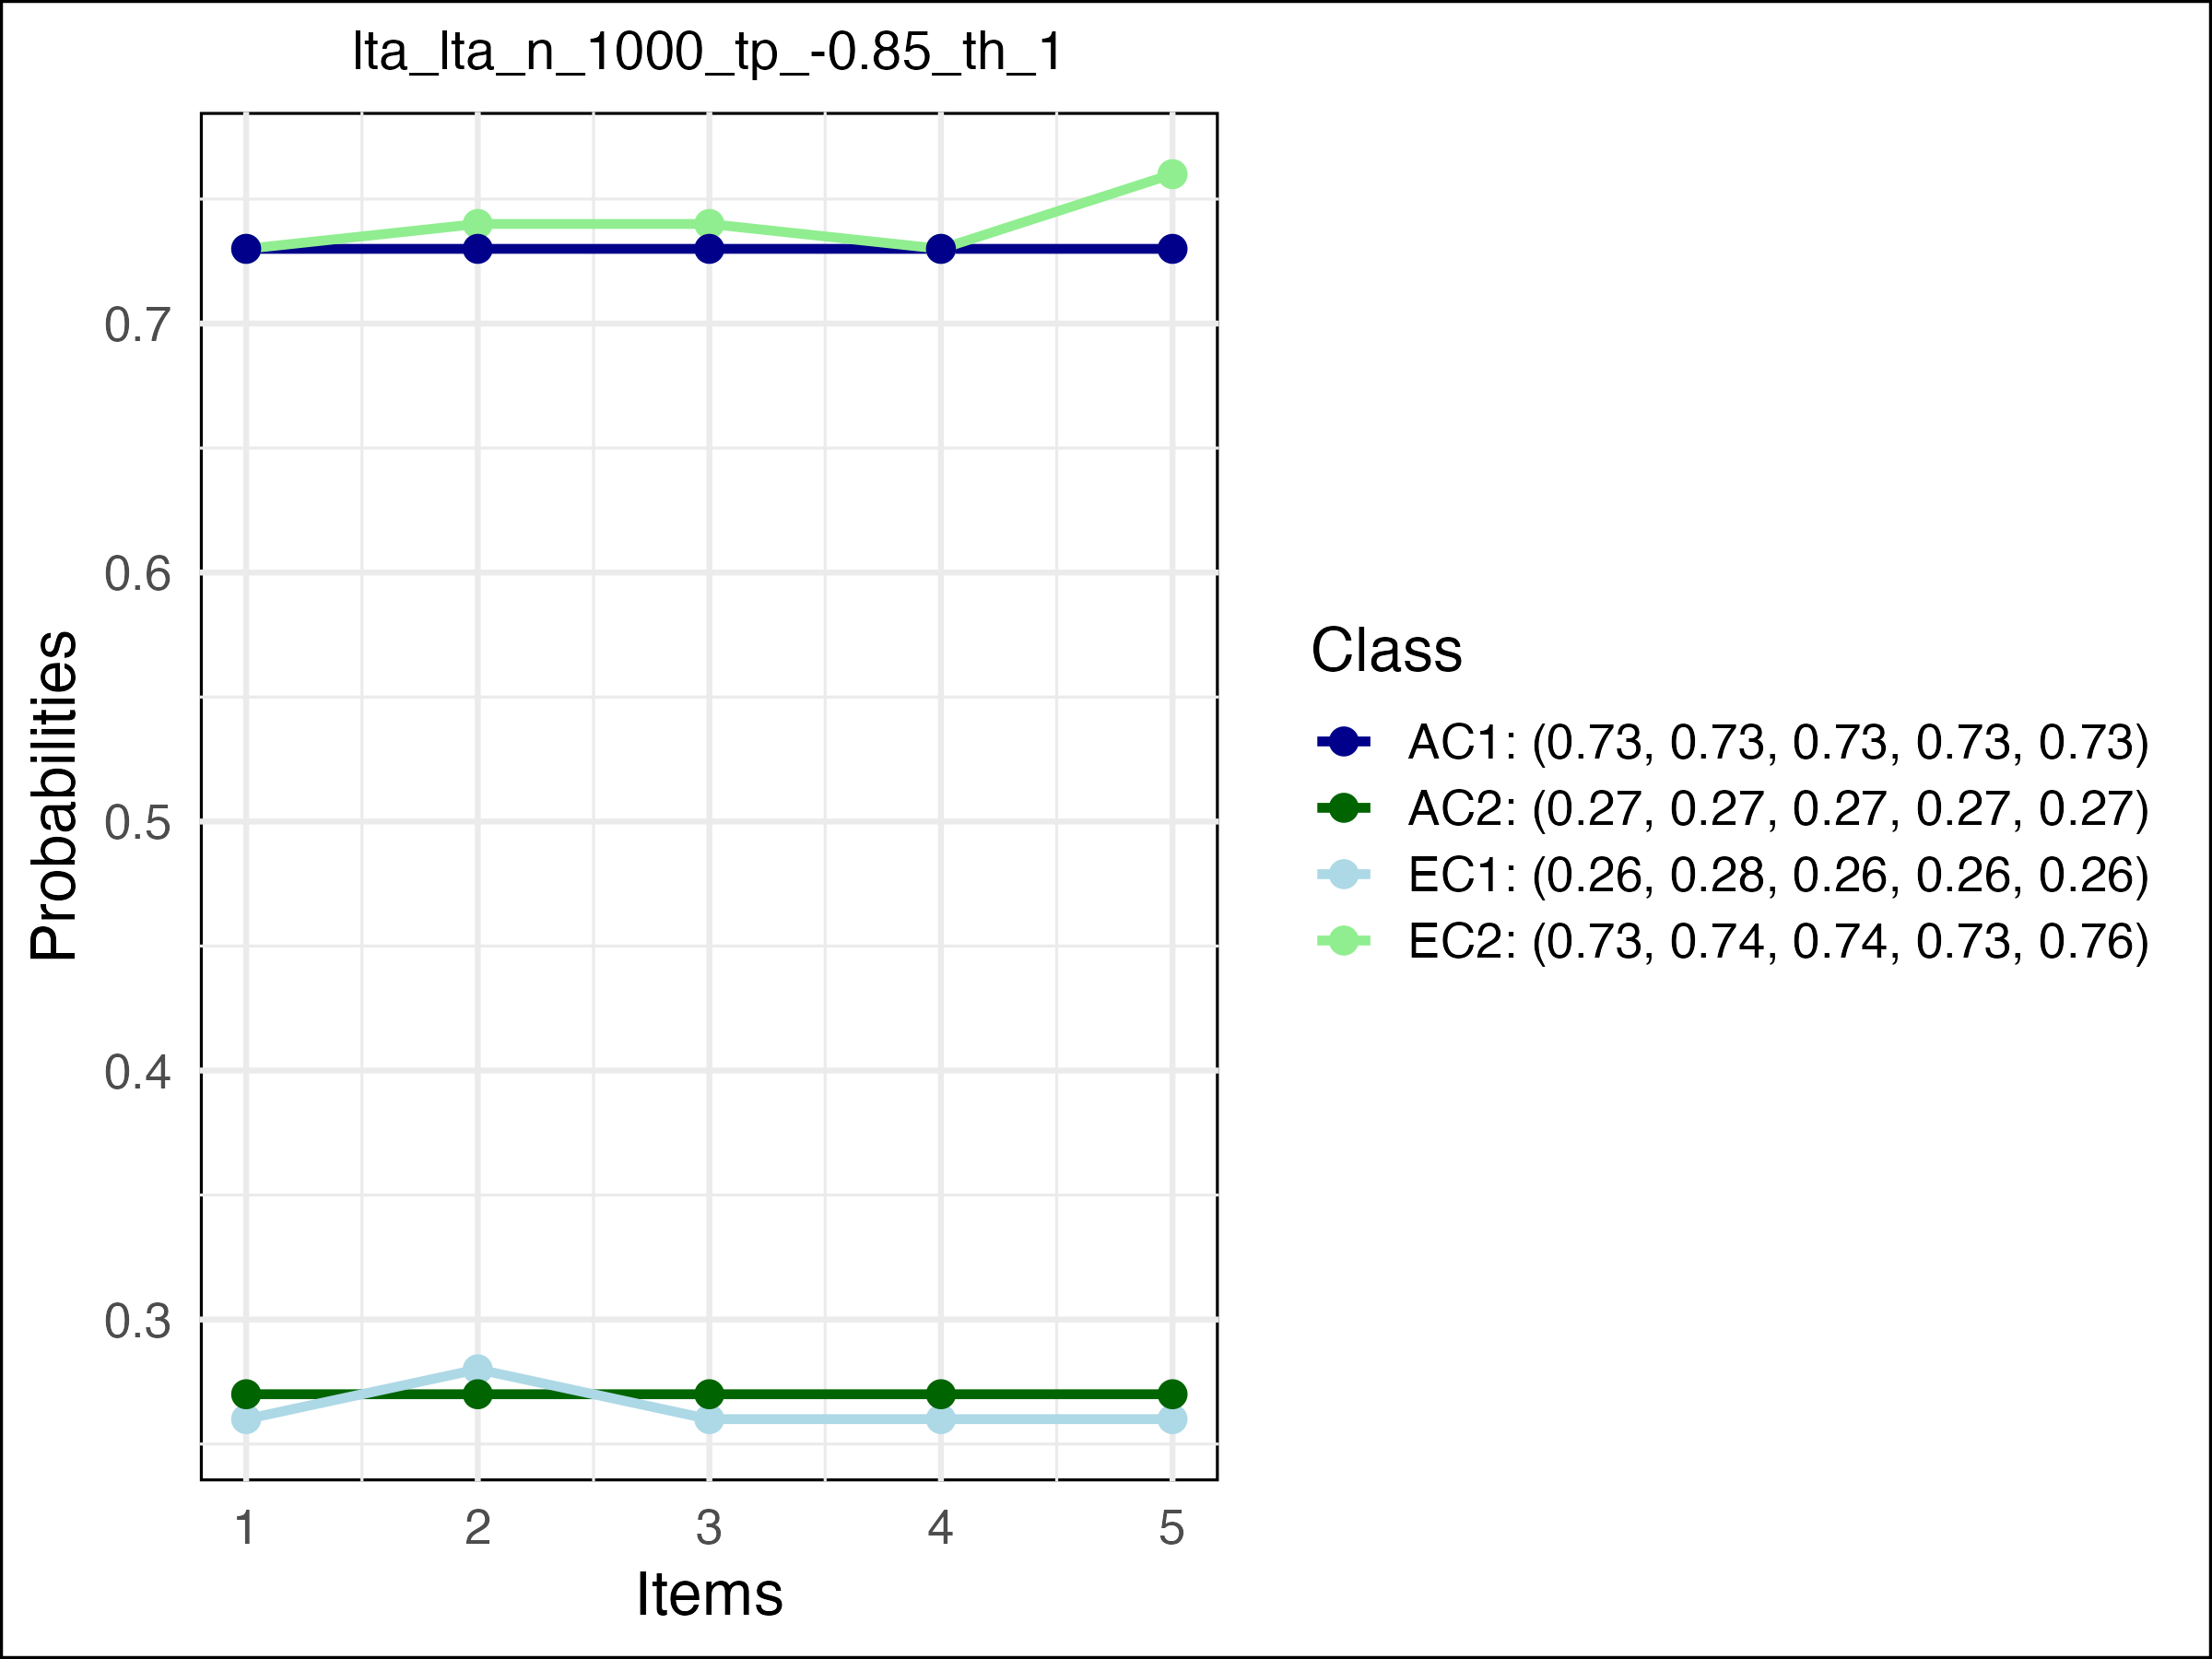 lta_lta_n_1000_tp_-0.85_th_1
Probabilities
0.7
0.6
0.5
0.4
0.3
1 2 3 4 5
Items
Class
AC1: (0.73, 0.73, 0.73, 0.73, 0.73)
AC2: (0.27, 0.27, 0.27, 0.27, 0.27)
EC1: (0.26, 0.28, 0.26, 0.26, 0.26)
EC2: (0.73, 0.74, 0.74, 0.73, 0.76)